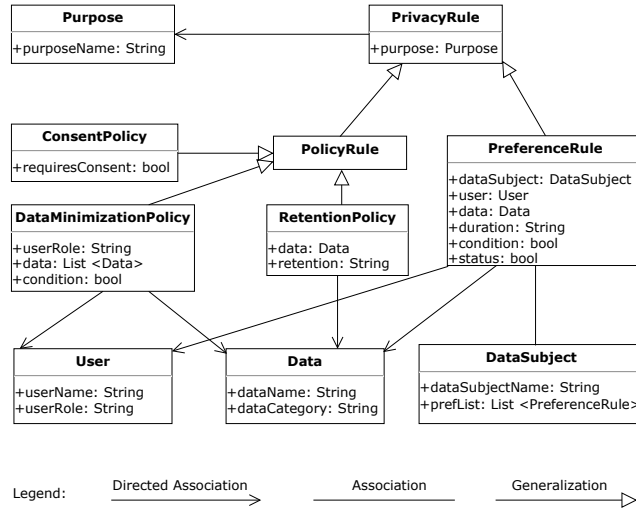 Purpose
+purposeName: String
PrivacyRule
+purpose: Purpose
ConsentPolicy
+requiresConsent: bool
PolicyRule
PreferenceRule
+dataSubject: DataSubject
+user: User
+data: Data
+duration: String
+condition: bool
+status: bool
DataMinimizationPolicy
+userRole: String
+data: List <Data>
+condition: bool
RetentionPolicy
+data: Data
+retention: String
User
+userName: String
+userRole: String
Data
+dataName: String
+dataCategory: String
DataSubject
+dataSubjectName: String
+prefList: List <PreferenceRule>
Legend:
Directed Association
Association
Generalization